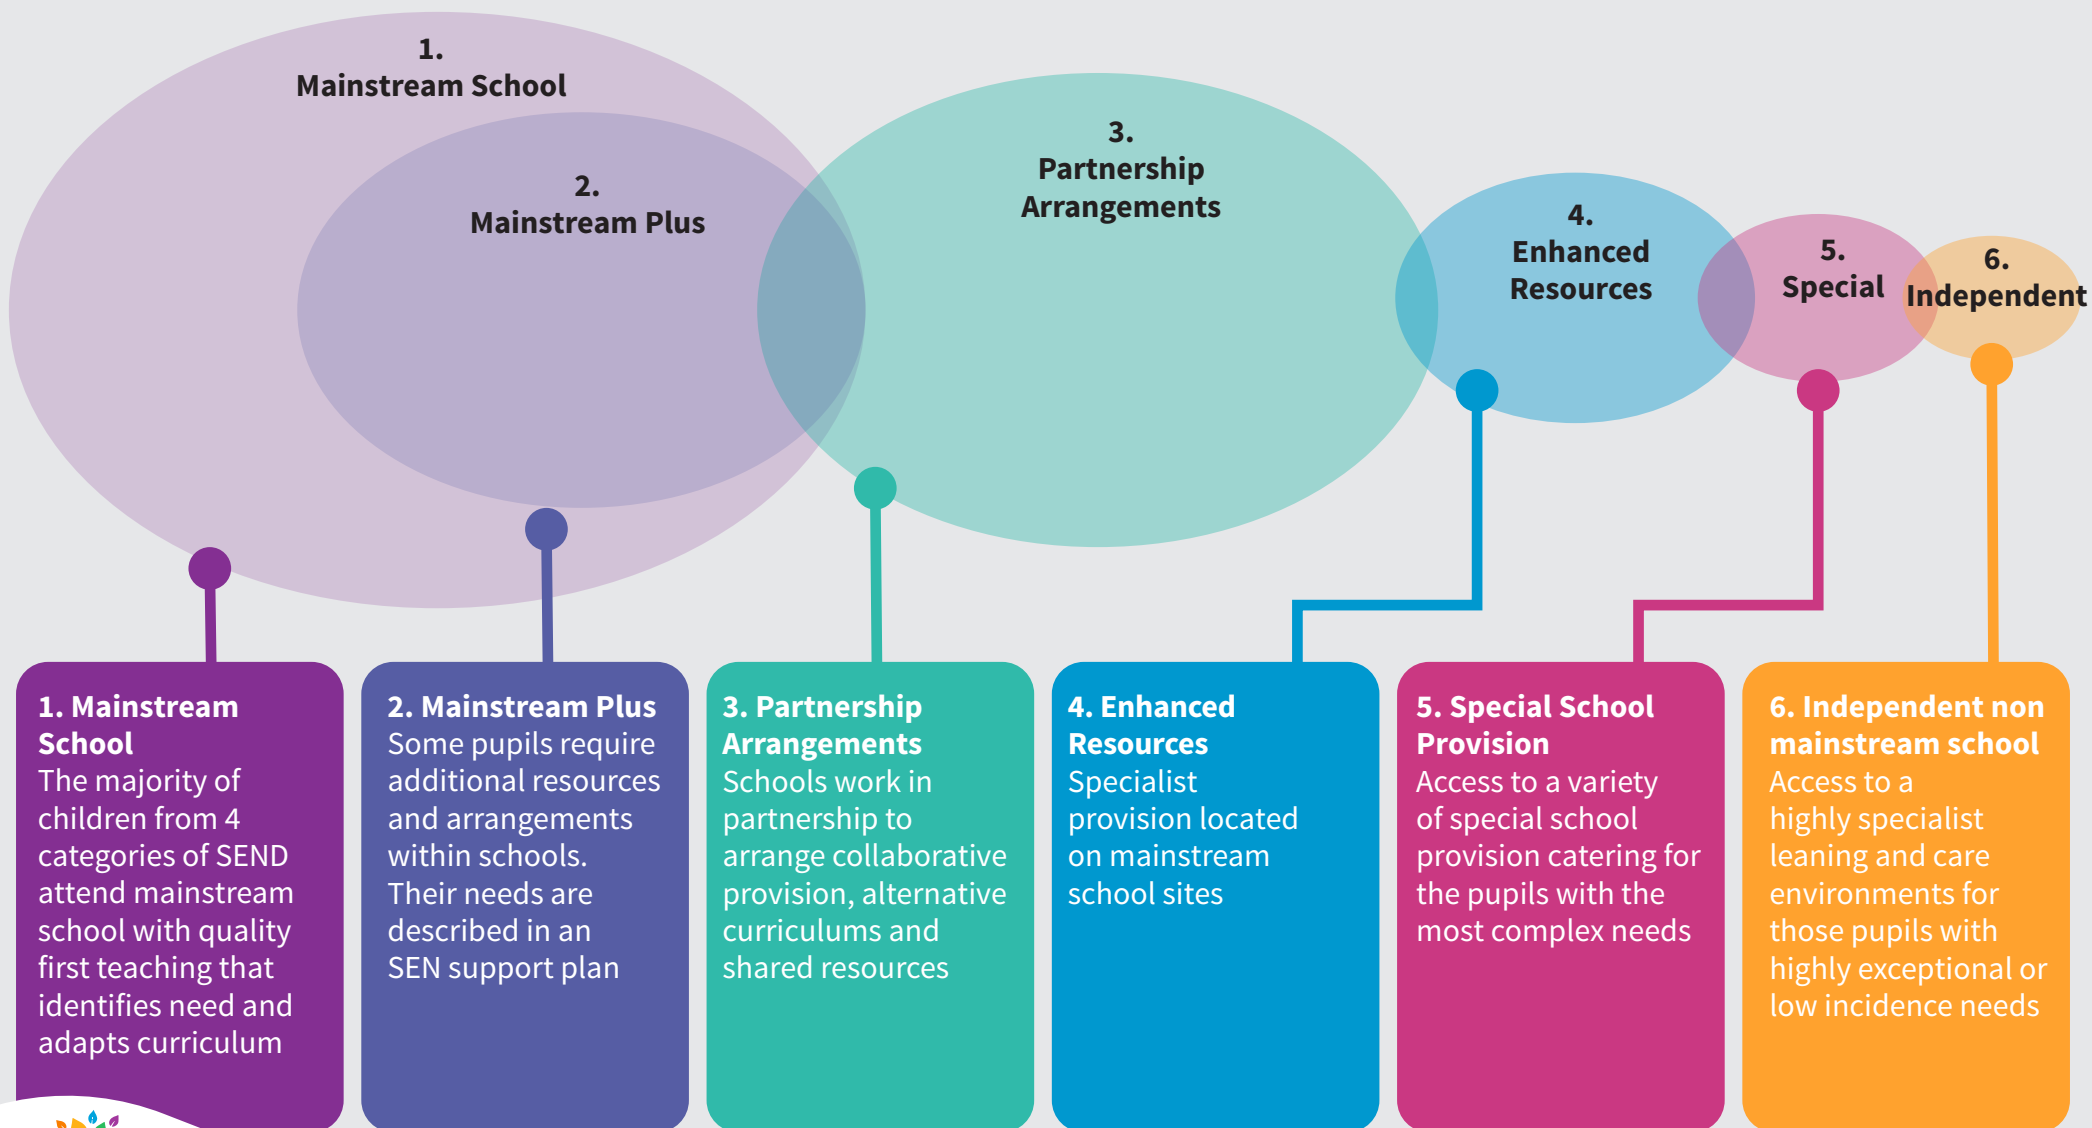 1.
Mainstream School
2.
Mainstream Plus
3.
Partnership
Arrangements
4.
Enhanced
Resources
5.
Special
6.
Independent
1. Mainstream
School
The majority of
children from 4
categories of SEND
attend mainstream
school with quality
first teaching that
identifies need and
adapts curriculum
2. Mainstream Plus
Some pupils require
additional resources
and arrangements
within schools.
Their needs are
described in an
SEN support plan
3. Partnership
Arrangements
Schools work in
partnership to
arrange collaborative
provision, alternative
curriculums and
shared resources
4. Enhanced
Resources
Specialist
provision located
on mainstream
school sites
5. Special School
Provision
Access to a variety
of special school
provision catering for
the pupils with the
most complex needs
6. Independent non
mainstream school
Access to a
highly specialist
leaning and care
environments for
those pupils with
highly exceptional or
low incidence needs